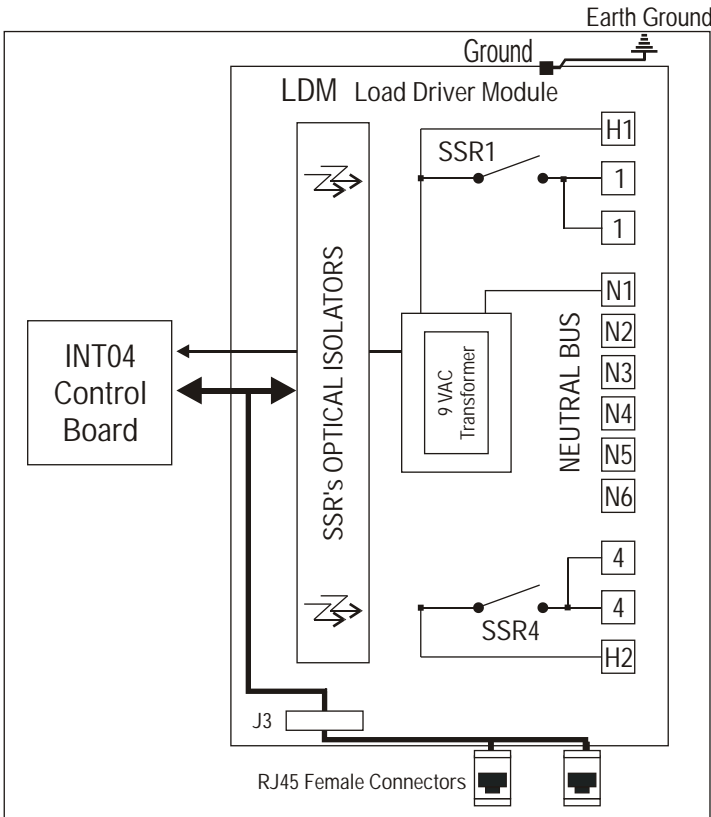 Earth Ground
Ground
LDM Load Driver Module
H1
SSR1
1
1
SSR's OPTICAL ISOLATORS
N1
N2
N3
N4
N5
N6
NEUTRAL BUS
9 VAC
Transformer
INT04
Control
Board
4
4
SSR4
H2
J3
RJ45 Female Connectors